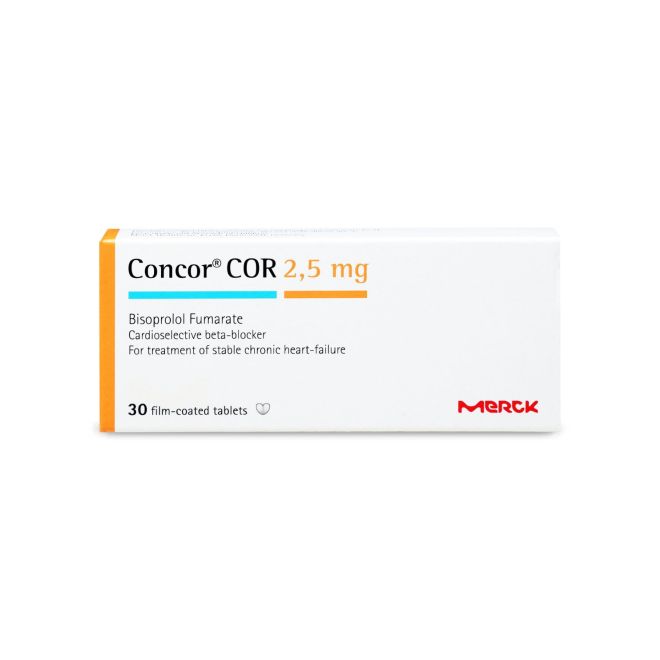 Concor® COR 2,5 mg
Bisoprolol Fumarate
Cardioselective beta-blocker
For treatment of stable chronic heart-failure
30 film-coated tablets
MERCK